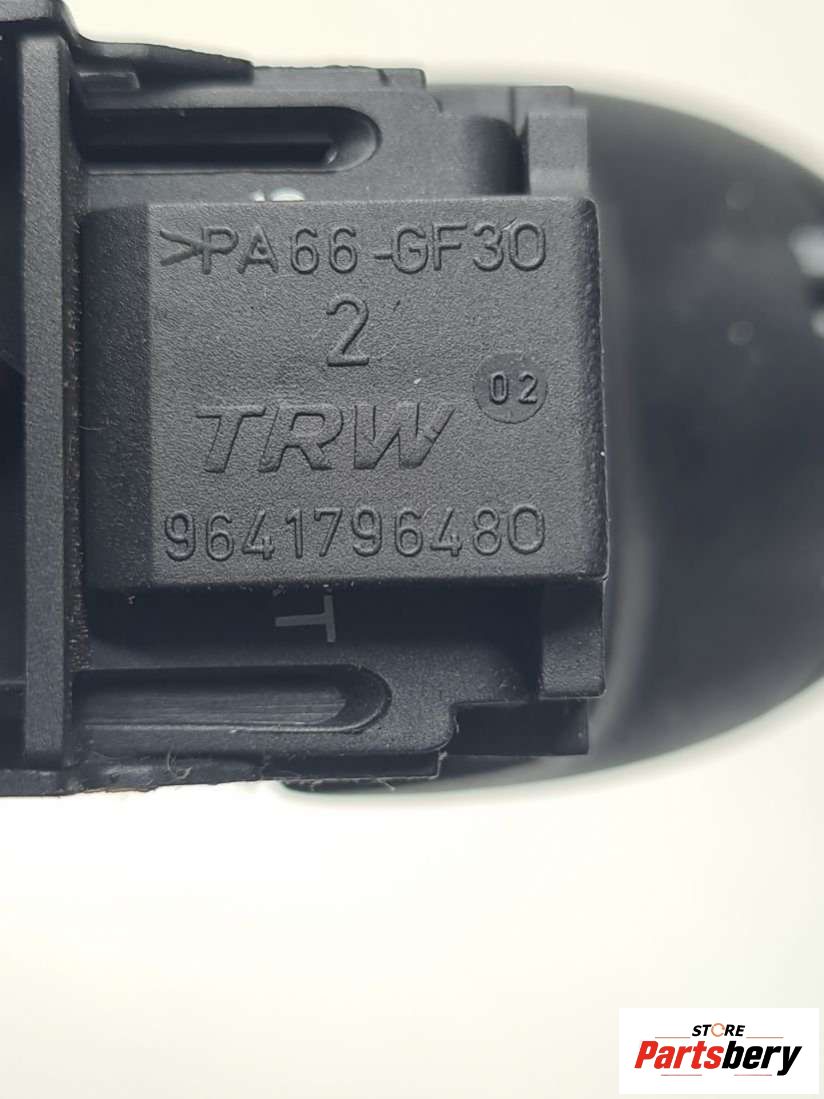 >PA66-GF30
2
02
TRW
9641796480
T
STORE
Partsbery